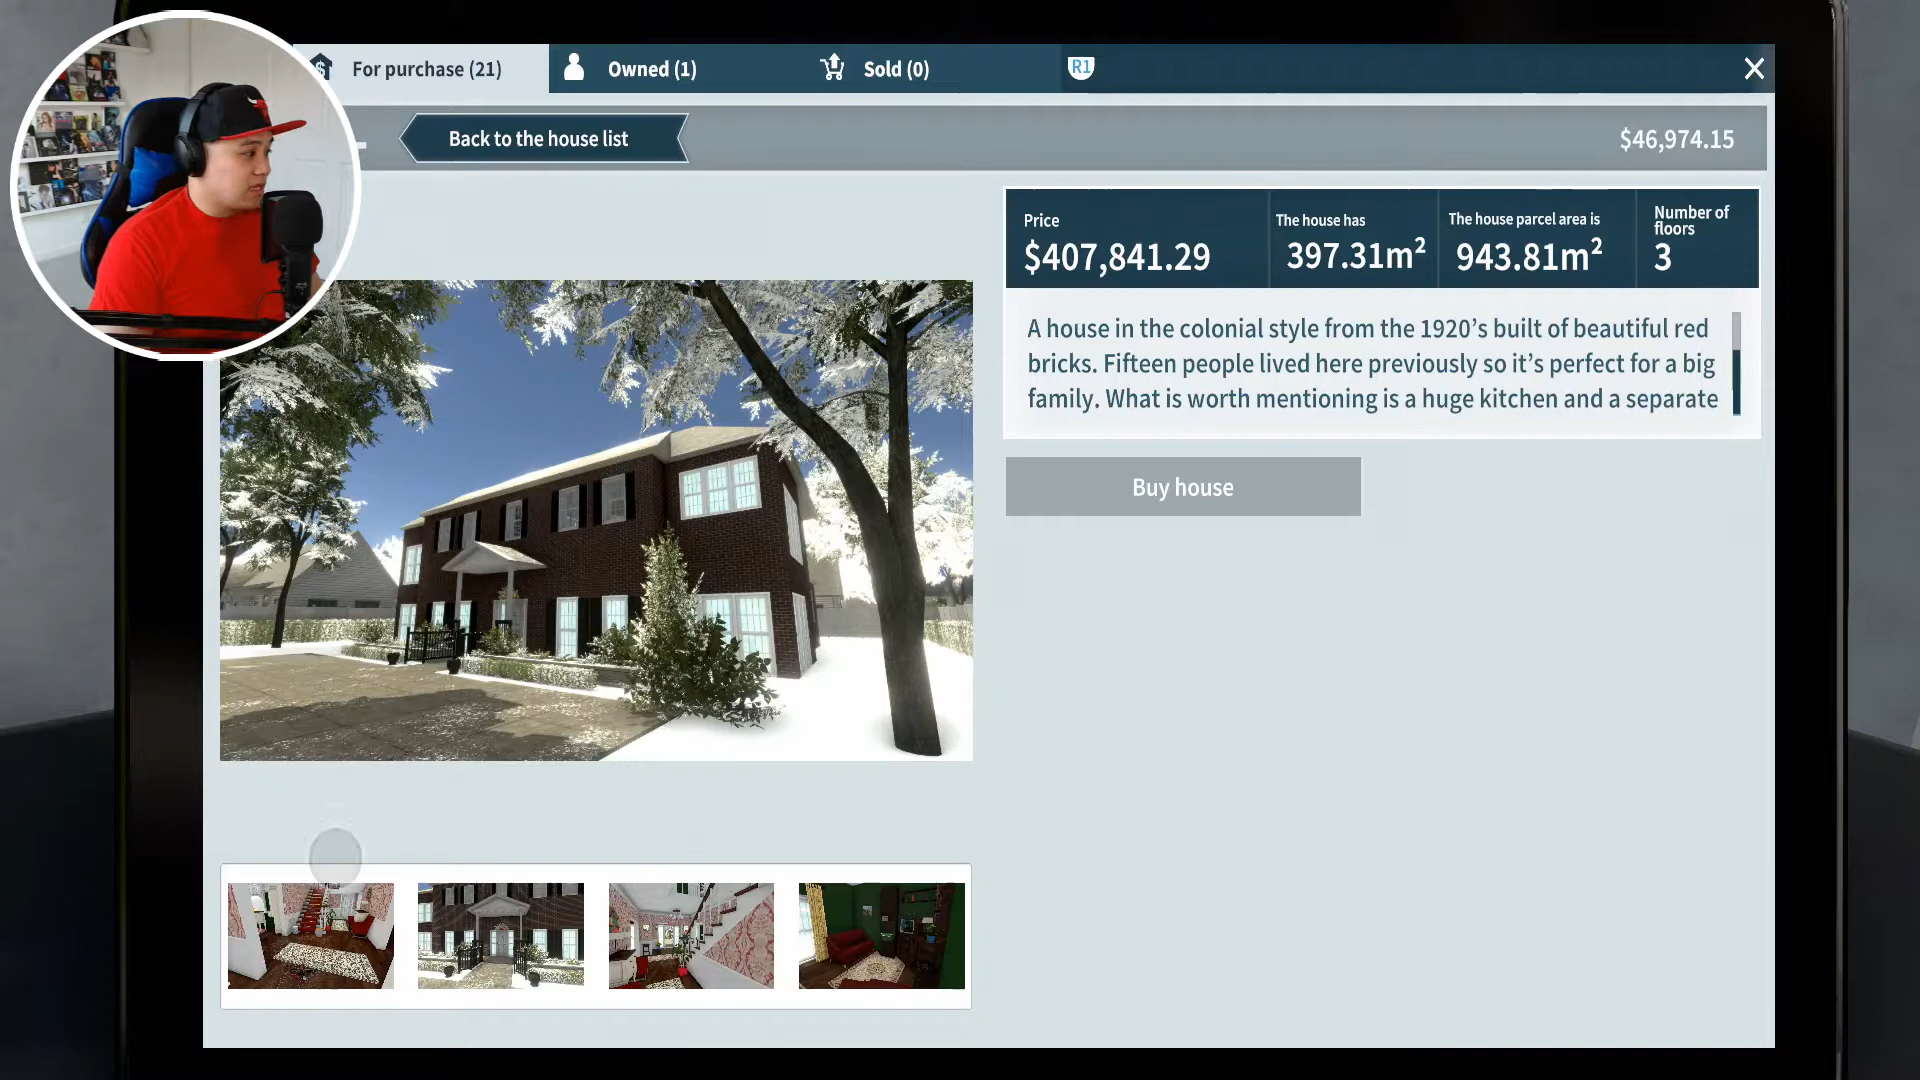 For purchase (21)
Owned (1)
Sold (0)
R1
Back to the house list
$46,974.15
Price
$407,841.29
The house has
397.31m²
The house parcel area is
943.81m²
Number of
floors
3
A house in the colonial style from the 1920's built of beautiful red
bricks. Fifteen people lived here previously so it's perfect for a big
family. What is worth mentioning is a huge kitchen and a separate
Buy house